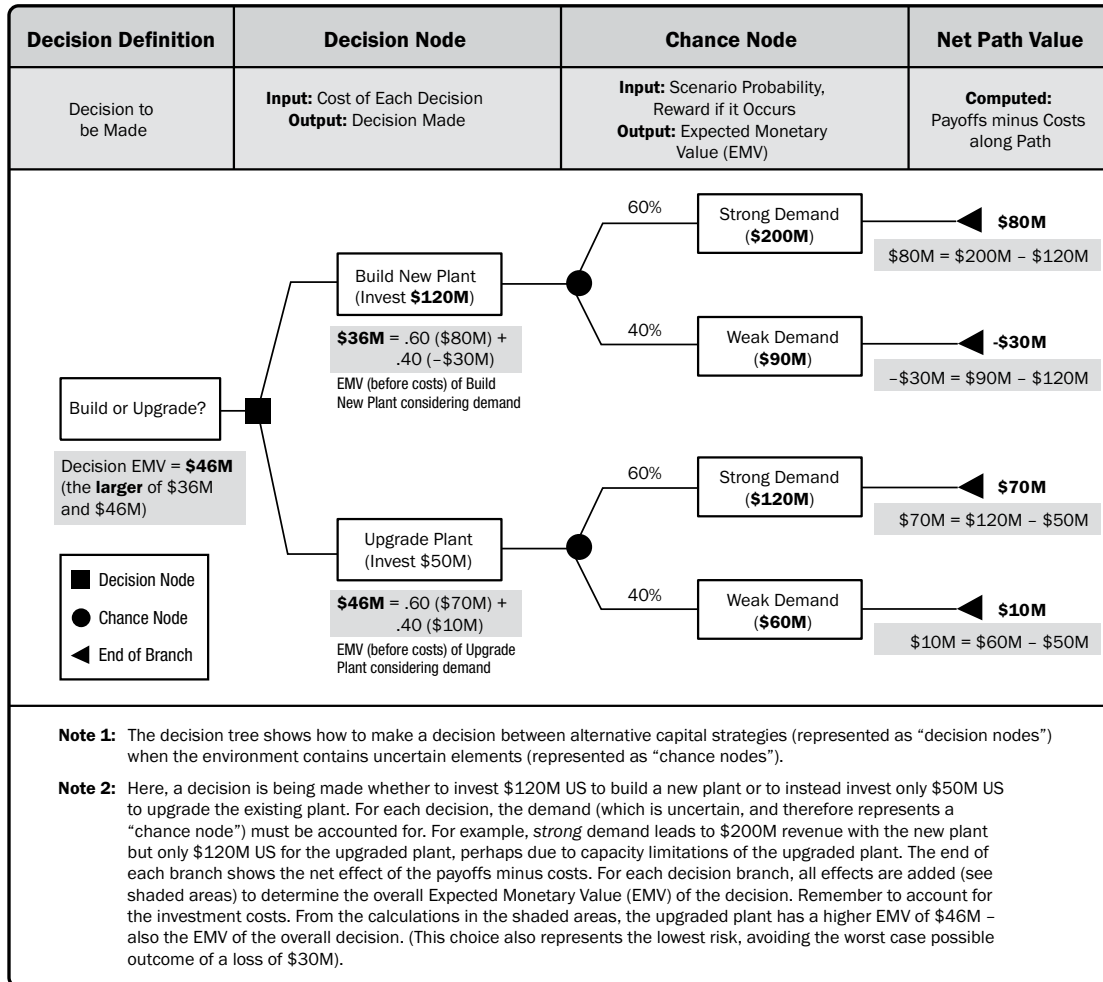 Decision Definition
Decision Node
Chance Node
Net Path Value
Decision to
be Made
Input: Cost of Each Decision
Output: Decision Made
Input: Scenario Probability,
Reward if it Occurs
Output: Expected Monetary
Value (EMV)
Computed:
Payoffs minus Costs
along Path
Build or Upgrade?
Decision EMV = $46M
(the larger of $36M
and $46M)
Build New Plant
(Invest $120M)
$36M = .60 ($80M) +
.40 (–$30M)
EMV (before costs) of Build
New Plant considering demand
60%
Strong Demand
($200M)
$80M
$80M = $200M – $120M
40%
Weak Demand
($90M)
-$30M
–$30M = $90M – $120M
Upgrade Plant
(Invest $50M)
$46M = .60 ($70M) +
.40 ($10M)
EMV (before costs) of Upgrade
Plant considering demand
60%
Strong Demand
($120M)
$70M
$70M = $120M – $50M
40%
Weak Demand
($60M)
$10M
$10M = $60M – $50M
Decision Node
Chance Node
End of Branch
Note 1: The decision tree shows how to make a decision between alternative capital strategies (represented as “decision nodes”)
when the environment contains uncertain elements (represented as “chance nodes”).
Note 2: Here, a decision is being made whether to invest $120M US to build a new plant or to instead invest only $50M US
to upgrade the existing plant. For each decision, the demand (which is uncertain, and therefore represents a
“chance node”) must be accounted for. For example, strong demand leads to $200M revenue with the new plant
but only $120M US for the upgraded plant, perhaps due to capacity limitations of the upgraded plant. The end of
each branch shows the net effect of the payoffs minus costs. For each decision branch, all effects are added (see
shaded areas) to determine the overall Expected Monetary Value (EMV) of the decision. Remember to account for
the investment costs. From the calculations in the shaded areas, the upgraded plant has a higher EMV of $46M –
also the EMV of the overall decision. (This choice also represents the lowest risk, avoiding the worst case possible
outcome of a loss of $30M).